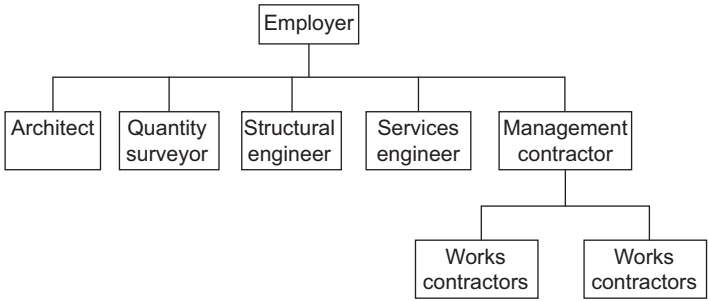 Employer
Architect
Quantity
surveyor
Structural
engineer
Services
engineer
Management
contractor
Works
contractors
Works
contractors